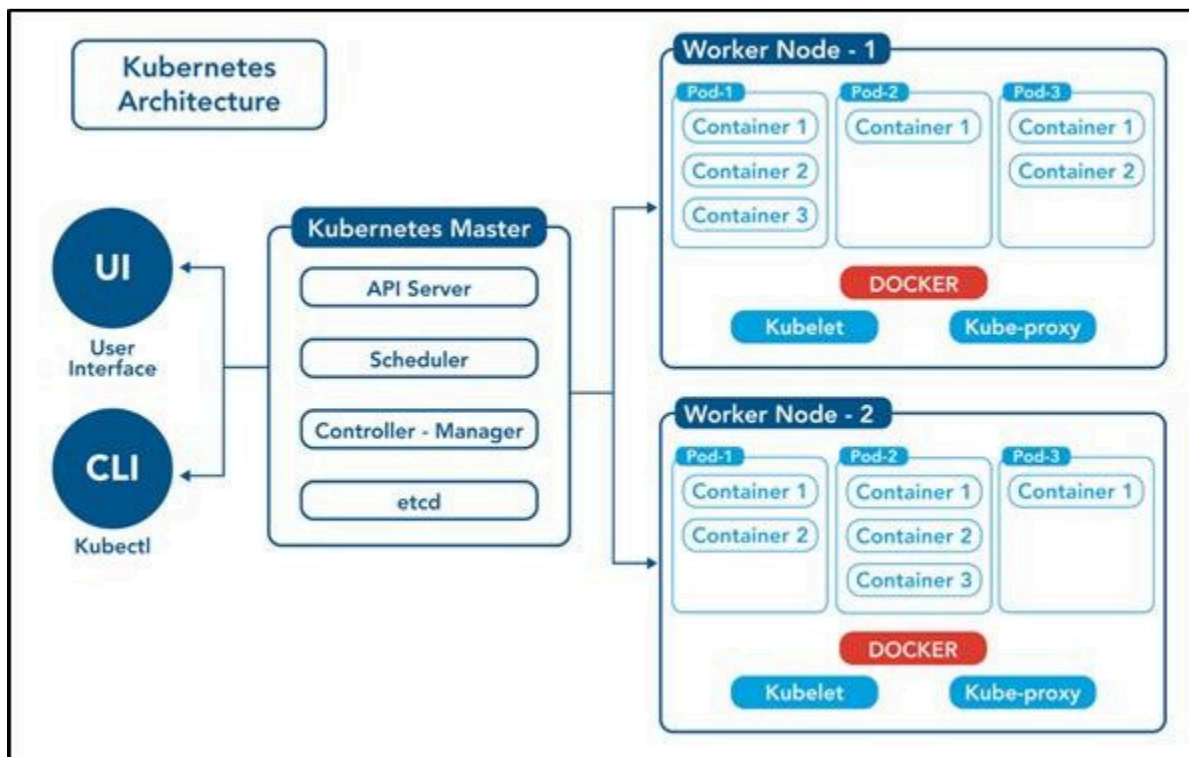 Kubernetes
Architecture
UI
User
Interface
CLI
Kubectl
Kubernetes Master
API Server
Scheduler
Controller - Manager
etcd
Worker Node - 1
Pod-1
Container 1
Container 2
Container 3
Pod-2
Container 1
Pod-3
Container 1
Container 2
DOCKER
Kubelet
Kube-proxy
Worker Node - 2
Pod-1
Container 1
Container 2
Pod-2
Container 1
Container 2
Container 3
Pod-3
Container 1
DOCKER
Kubelet
Kube-proxy